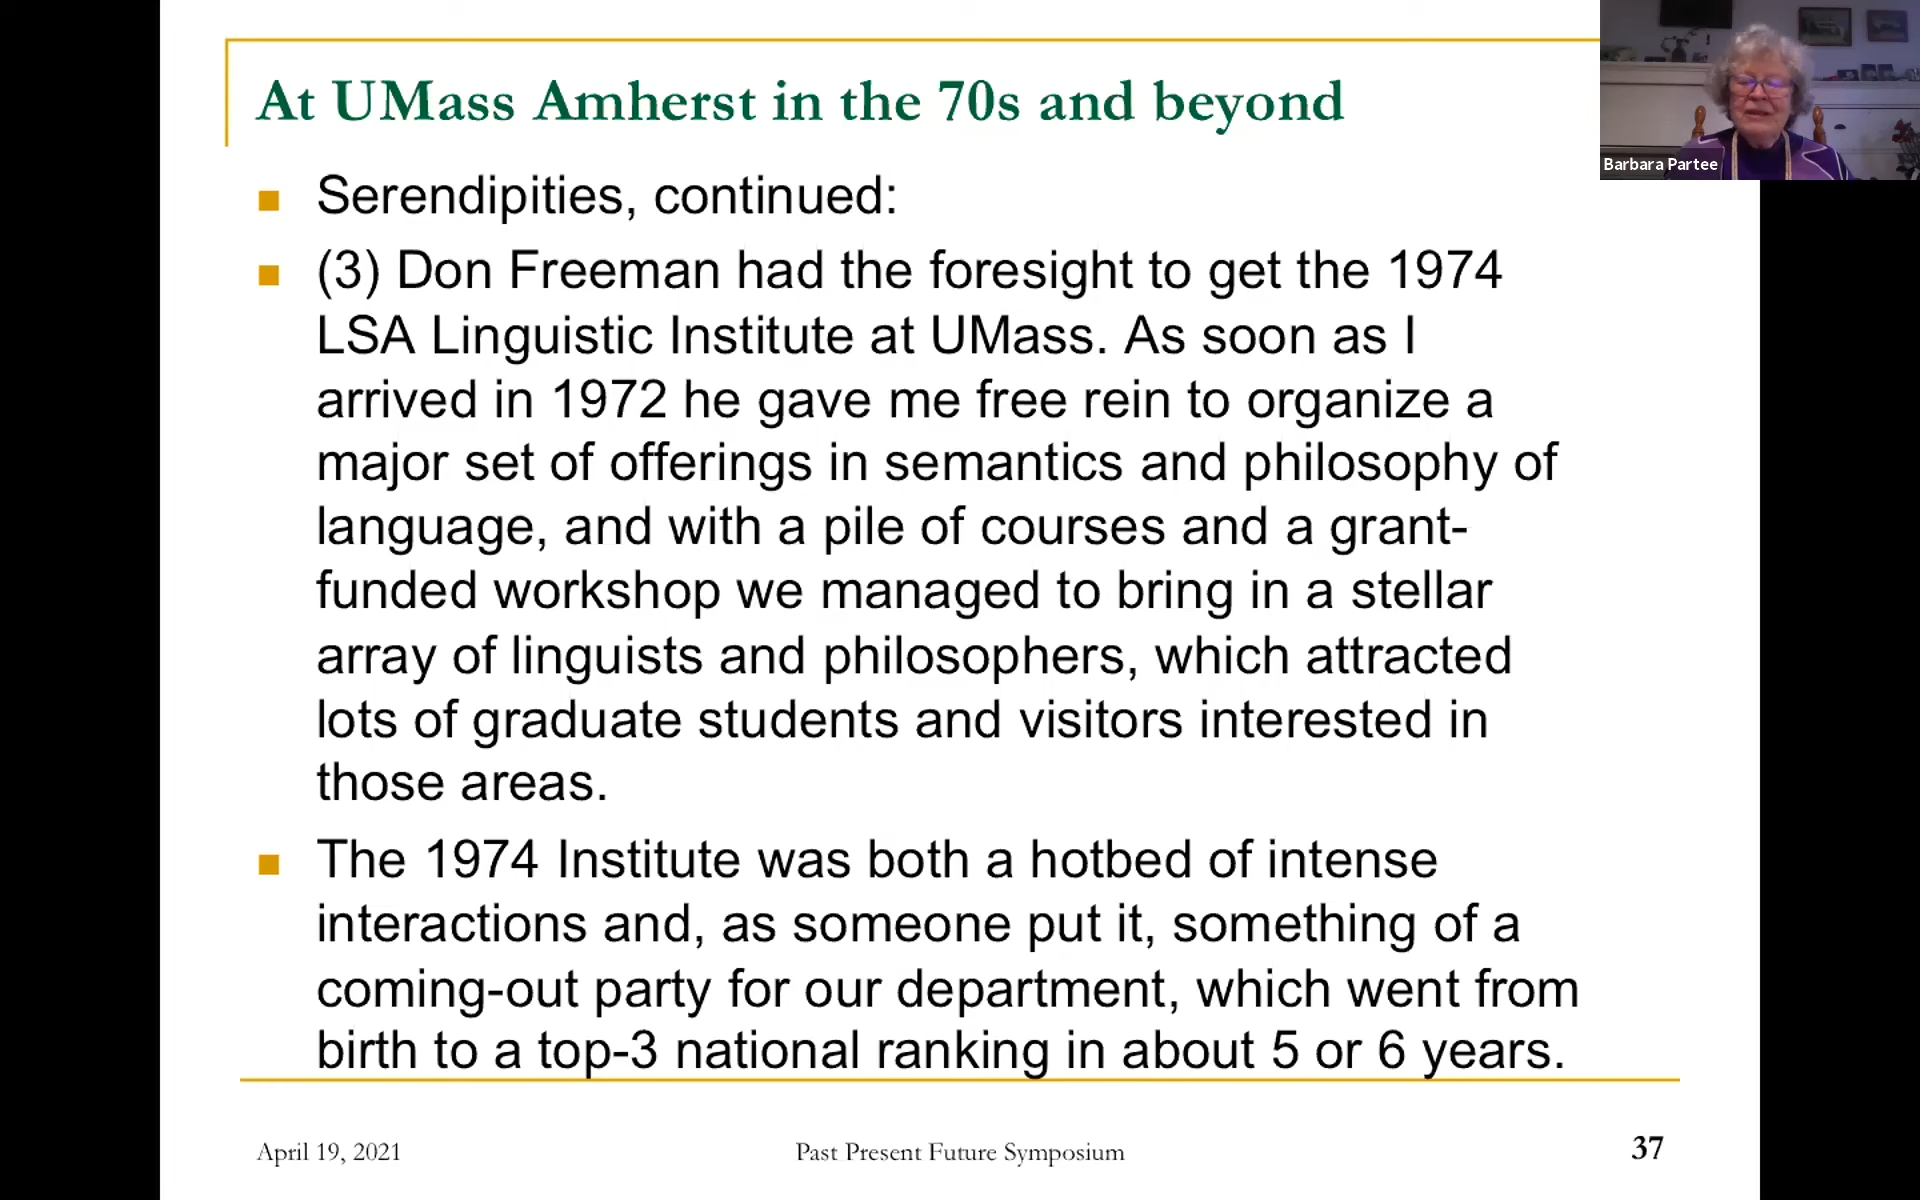 At UMass Amherst in the 70s and beyond
Barbara Partee
Serendipities, continued:
(3) Don Freeman had the foresight to get the 1974
LSA Linguistic Institute at UMass. As soon as I
arrived in 1972 he gave me free rein to organize a
major set of offerings in semantics and philosophy of
language, and with a pile of courses and a grant-
funded workshop we managed to bring in a stellar
array of linguists and philosophers, which attracted
lots of graduate students and visitors interested in
those areas.
The 1974 Institute was both a hotbed of intense
interactions and, as someone put it, something of a
coming-out party for our department, which went from
birth to a top-3 national ranking in about 5 or 6 years.
April 19, 2021
Past Present Future Symposium
37